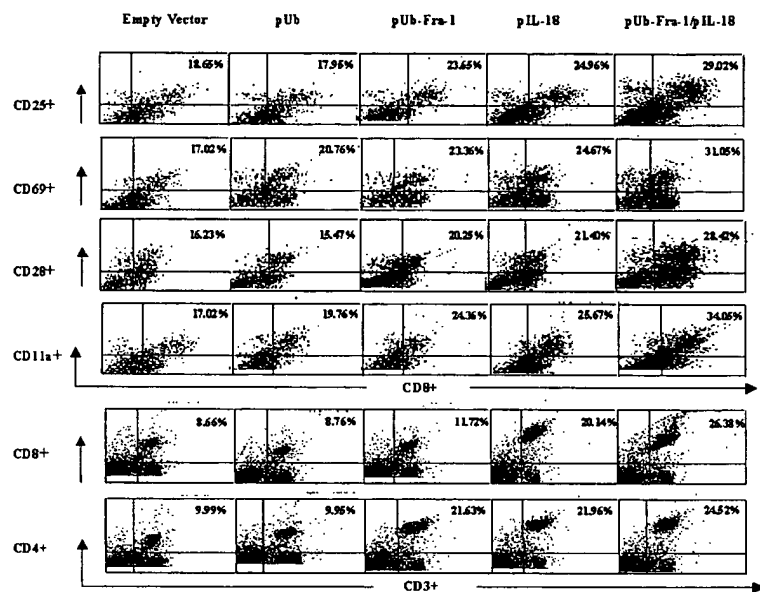 Empty Vector pUb pUb-Fra-1 pIL-18 pUb-Fra-1/pIL-18
CD25+ 18.65% 17.95% 23.65% 24.96% 29.02%
CD69+ 17.02% 20.76% 23.36% 24.67% 31.05%
CD28+ 16.23% 15.47% 20.25% 21.40% 28.42%
CD11a+ 17.02% 19.76% 24.36% 25.67% 34.05%
CD8+
CD8+ 8.66% 8.76% 11.72% 20.14% 26.38%
CD4+ 9.99% 9.95% 21.63% 21.96% 24.52%
CD3+